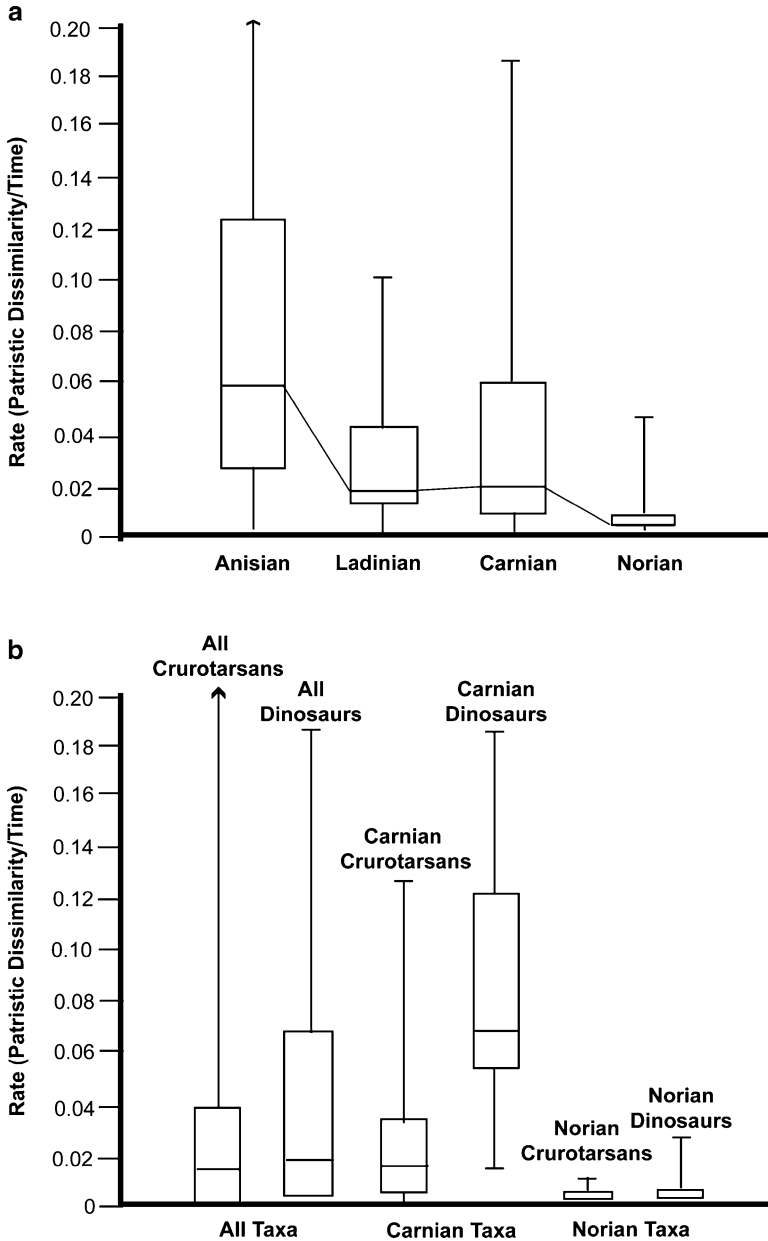 a
Rate (Patristic Dissimilarity/Time)
0.20
0.18
0.16
0.14
0.12
0.10
0.08
0.06
0.04
0.02
0
Anisian
Ladinian
Carnian
Norian
b
Rate (Patristic Dissimilarity/Time)
0.20
0.18
0.16
0.14
0.12
0.10
0.08
0.06
0.04
0.02
0
All
Crurotarsans
All
Dinosaurs
Carnian
Crurotarsans
Carnian
Dinosaurs
Norian
Crurotarsans
Norian
Dinosaurs
All Taxa
Carnian Taxa
Norian Taxa